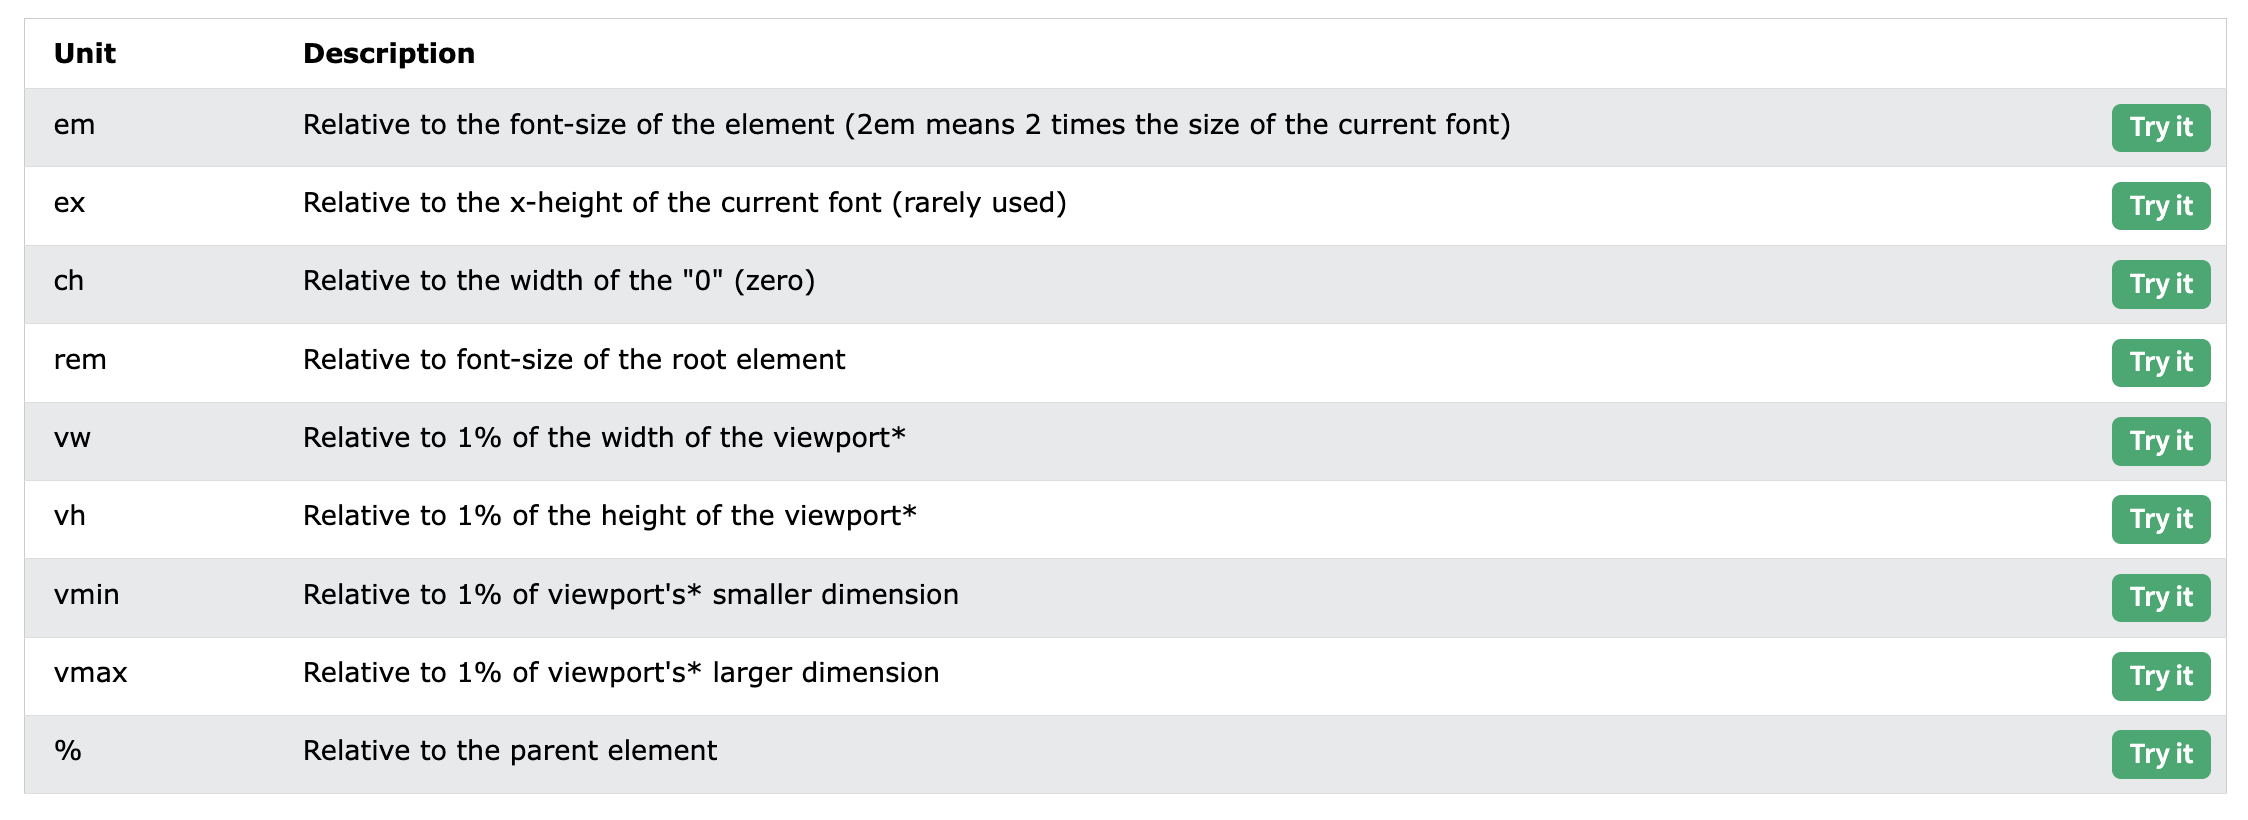 Unit Description
em Relative to the font-size of the element (2em means 2 times the size of the current font) Try it
ex Relative to the x-height of the current font (rarely used) Try it
ch Relative to the width of the "0" (zero) Try it
rem Relative to font-size of the root element Try it
vw Relative to 1% of the width of the viewport* Try it
vh Relative to 1% of the height of the viewport* Try it
vmin Relative to 1% of viewport's* smaller dimension Try it
vmax Relative to 1% of viewport's* larger dimension Try it
% Relative to the parent element Try it